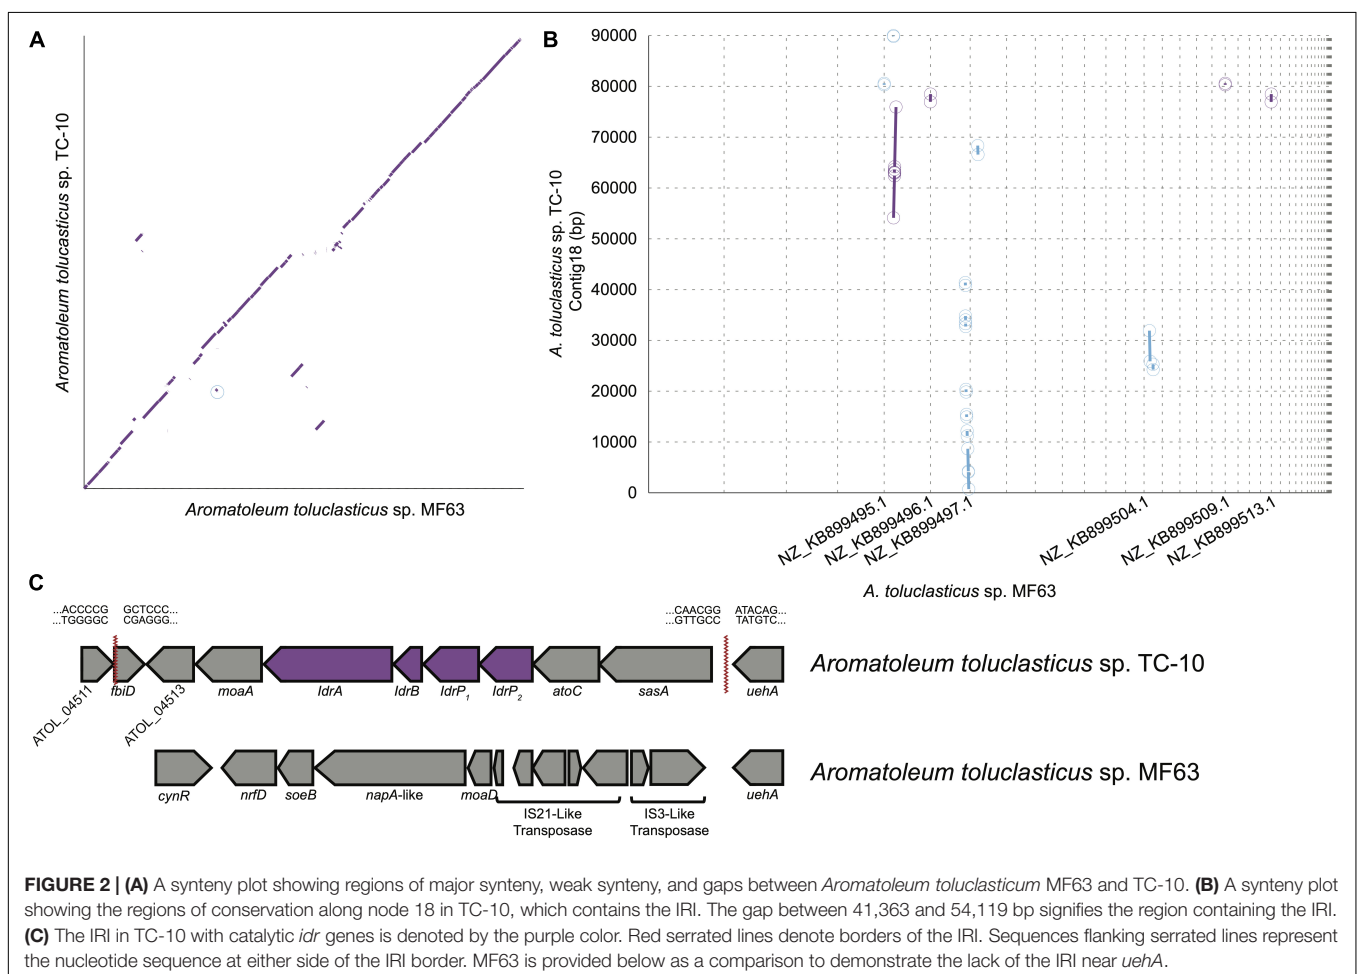 A
Aromatoleum tolucasticus sp. TC-10
Aromatoleum toluclasticus sp. MF63
B
A. toluclasticus sp. TC-10
Contig18 (bp)
90000
80000
70000
60000
50000
40000
30000
20000
10000
0
NZ_KB899495.1
NZ_KB899496.1
NZ_KB899497.1
NZ_KB899504.1
NZ_KB899509.1
NZ_KB899513.1
A. toluclasticus sp. MF63
C
...ACCCCG GCTCCC... ...CAACGG ATACAG...
...TGGGGC CGAGGG... ...GTTGCC TATGTC...
Aromatoleum toluclasticus sp. TC-10
ATOL_04511 fbiD ATOL_04513 moaA IdrA IdrB IdrP1 IdrP2 atoC sasA uehA
Aromatoleum toluclasticus sp. MF63
cynR nrfD soeB napA-like moaD uehA
IS21-Like IS3-Like
Transposase Transposase
FIGURE 2 | (A) A synteny plot showing regions of major synteny, weak synteny, and gaps between Aromatoleum toluclasticum MF63 and TC-10. (B) A synteny plot
showing the regions of conservation along node 18 in TC-10, which contains the IRI. The gap between 41,363 and 54,119 bp signifies the region containing the IRI.
(C) The IRI in TC-10 with catalytic idr genes is denoted by the purple color. Red serrated lines denote borders of the IRI. Sequences flanking serrated lines represent
the nucleotide sequence at either side of the IRI border. MF63 is provided below as a comparison to demonstrate the lack of the IRI near uehA.